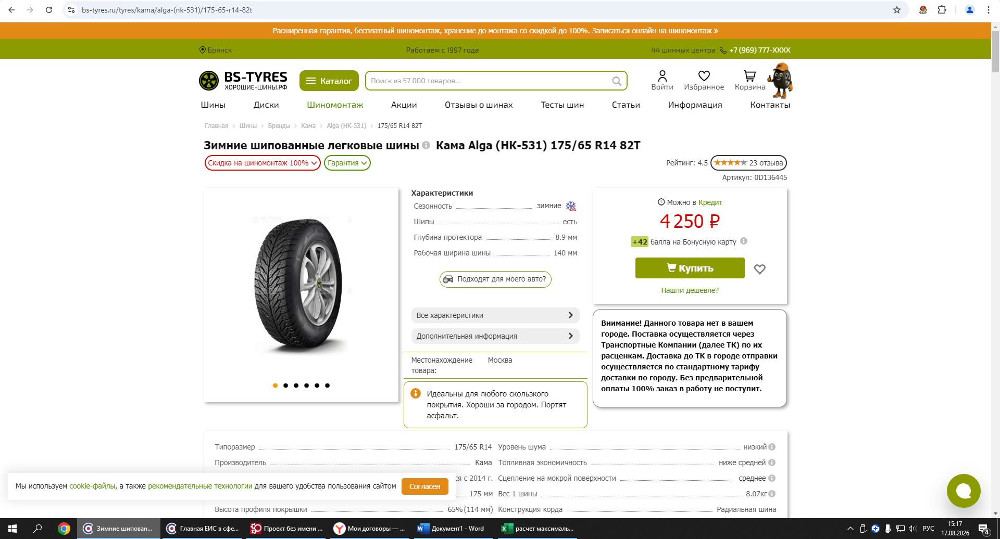 bs-tyres.ru/tyres/kama/alga-(nk-531)/175-65-r14-82t
Расширенная гарантия, бесплатный шиномонтаж, хранение до монтажа со скидкой до 100%. Записаться онлайн на шиномонтаж »
Брянск
Работаем с 1997 года
44 шинных центра
+7 (969) 777-XXXX
BS-TYRES
ХОРОШИЕ-ШИНЫ.РФ
Каталог
Поиск из 57 000 товаров...
Войти
Избранное
Корзина
Шины
Диски
Шиномонтаж
Акции
Отзывы о шинах
Тесты шин
Статьи
Информация
Контакты
Главная > Шины > Бренды > Кама > Alga (НК-531) > 175/65 R14 82T
Зимние шипованные легковые шины Кама Alga (НК-531) 175/65 R14 82T
Скидка на шиномонтаж 100%
Гарантия
Рейтинг: 4.5
23 отзыва
Артикул: 0D136445
BS-TYRES
Характеристики
Сезонность зимние
Шипы есть
Глубина протектора 8.9 мм
Рабочая ширина шины 140 мм
Подходят для моего авто?
Все характеристики
Дополнительная информация
Местонахождение товара: Москва
Идеальны для любого скользкого
покрытия. Хороши за городом. Портят
асфальт.
Можно в Кредит
4 250 ₽
+42 балла на Бонусную карту
Купить
Нашли дешевле?
Внимание! Данного товара нет в вашем
городе. Поставка осуществляется через
Транспортные Компании (далее ТК) по их
расценкам. Доставка до ТК в городе отправки
осуществляется по стандартному тарифу
доставки по городу. Без предварительной
оплаты 100% заказ в работу не поступит.
Типоразмер 175/65 R14
Уровень шума низкий
Производитель Кама
Топливная экономичность ниже средней
ся с 2014 г.
Сцепление на мокрой поверхности среднее
175 мм
Вес 1 шины 8.07кг
Высота профиля покрышки 65% (114 мм)
Конструкция корда Радиальная шина
Мы используем cookie-файлы, а также рекомендательные технологии для вашего удобства пользования сайтом
Согласен
Зимние шипован...
Главная ЕИС в сфе...
Проект без имени ...
Мои договоры — ...
Документ1 - Word
расчет максималь...
РУС
15:17
17.08.2026
4